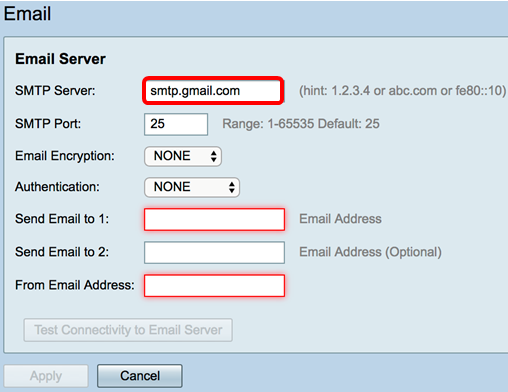 Email
Email Server
SMTP Server: smtp.gmail.com (hint: 1.2.3.4 or abc.com or fe80::10)
SMTP Port: 25 Range: 1-65535 Default: 25
Email Encryption: NONE
Authentication: NONE
Send Email to 1: Email Address
Send Email to 2: Email Address (Optional)
From Email Address:
Test Connectivity to Email Server
Apply Cancel